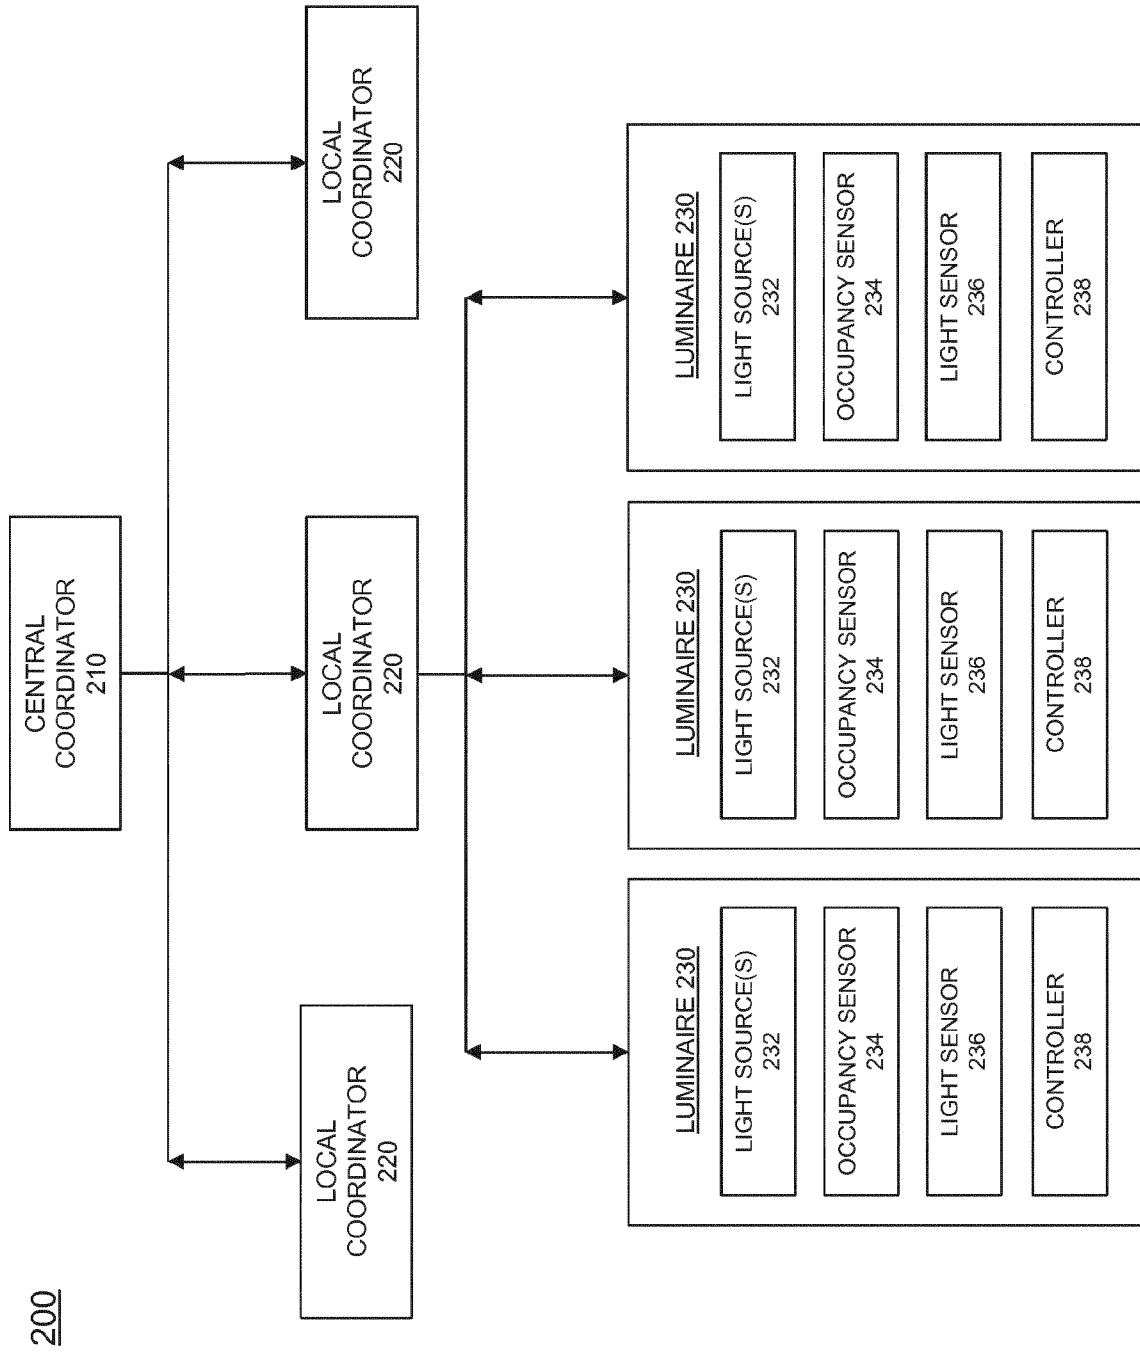 200
CENTRAL
COORDINATOR
210
LOCAL
COORDINATOR
220
LOCAL
COORDINATOR
220
LOCAL
COORDINATOR
220
LUMINAIRE 230
LIGHT SOURCE(S)
232
OCCUPANCY SENSOR
234
LIGHT SENSOR
236
CONTROLLER
238
LUMINAIRE 230
LIGHT SOURCE(S)
232
OCCUPANCY SENSOR
234
LIGHT SENSOR
236
CONTROLLER
238
LUMINAIRE 230
LIGHT SOURCE(S)
232
OCCUPANCY SENSOR
234
LIGHT SENSOR
236
CONTROLLER
238